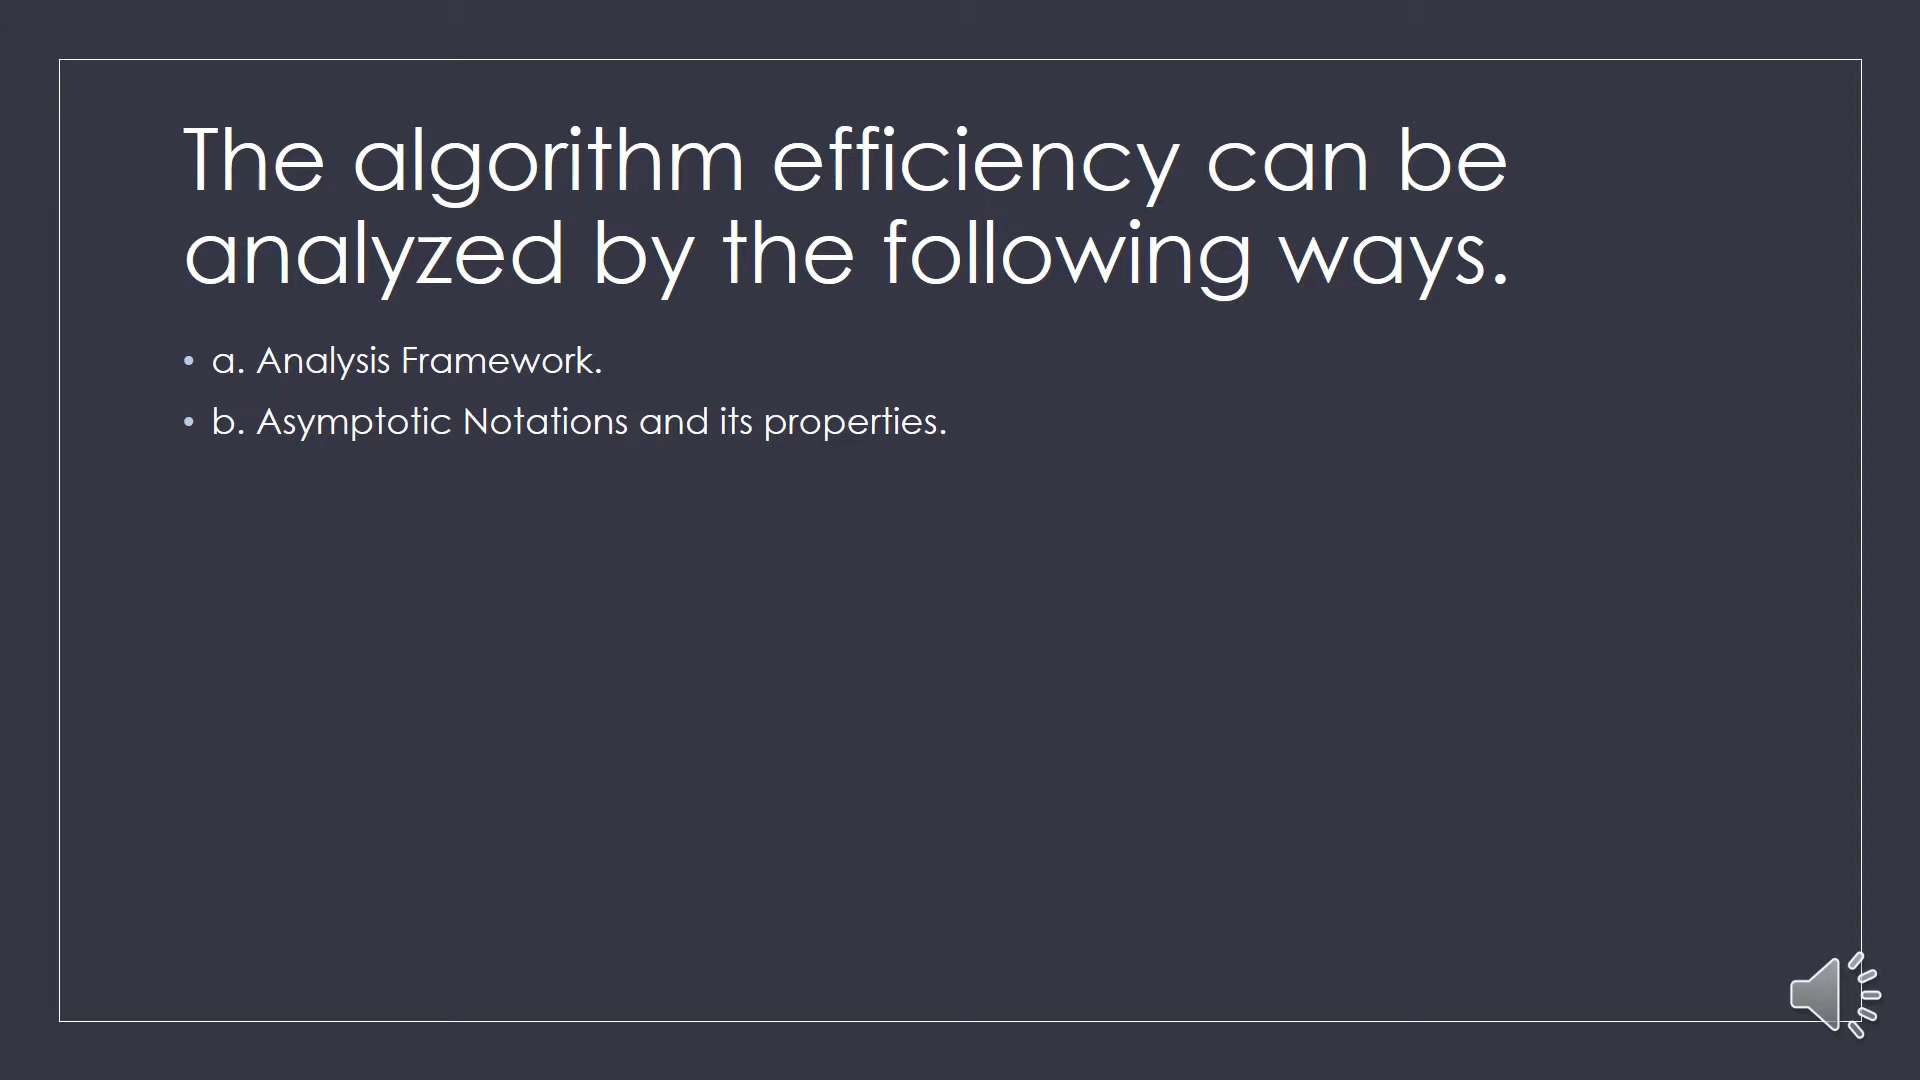 The algorithm efficiency can be
analyzed by the following ways.
• a. Analysis Framework.
• b. Asymptotic Notations and its properties.